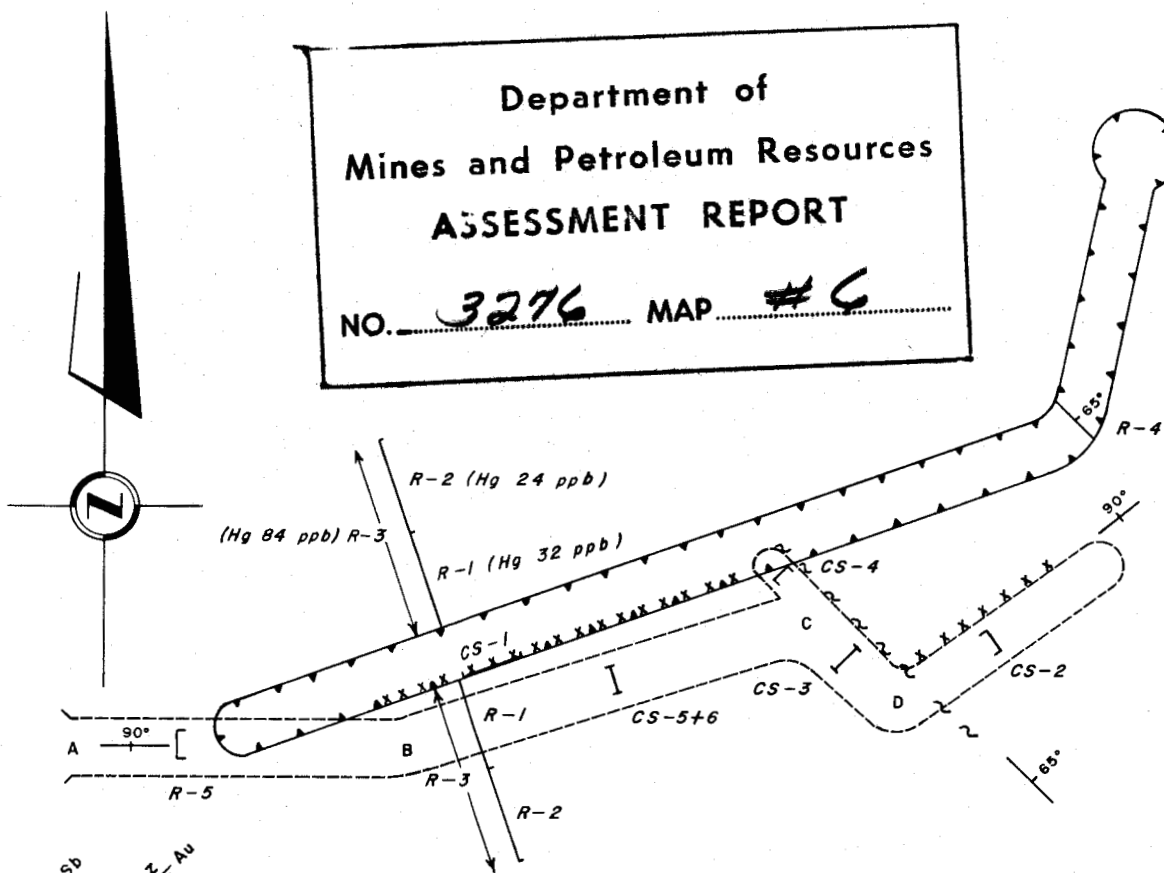 Department of
Mines and Petroleum Resources
ASSESSMENT REPORT
NO. 3276 MAP # 6
65°
R-4
R-2 (Hg 24 ppb)
90°
(Hg 84 ppb) R-3
R-1 (Hg 32 ppb)
CS-4
CS-1
C
CS-2
CS-3
D
R-1
CS-5+6
90°
A
B
R-3
65°
R-5
R-2
Sb
Au
N